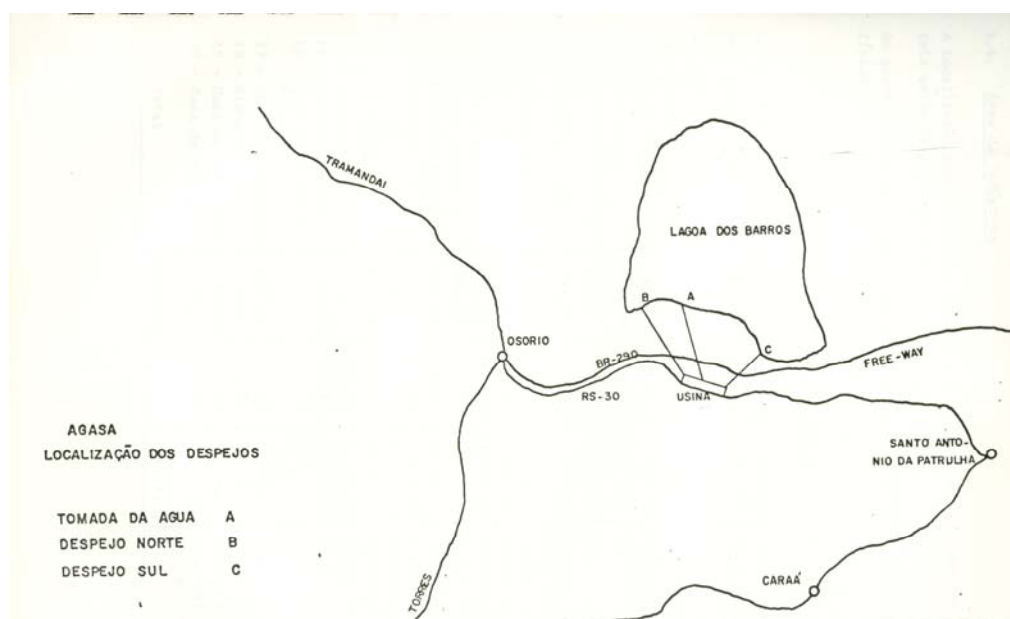 TRAMANDAI
LAGOA DOS BARROS
B
A
C
OSORIO
BR-290
FREE-WAY
RS-30
USINA
AGASA
LOCALIZAÇÃO DOS DESPEJOS
SANTO ANTO-
NIO DA PATRULHA
TOMADA DA AGUA A
DESPEJO NORTE B
DESPEJO SUL C
CARAÁ
TORRES